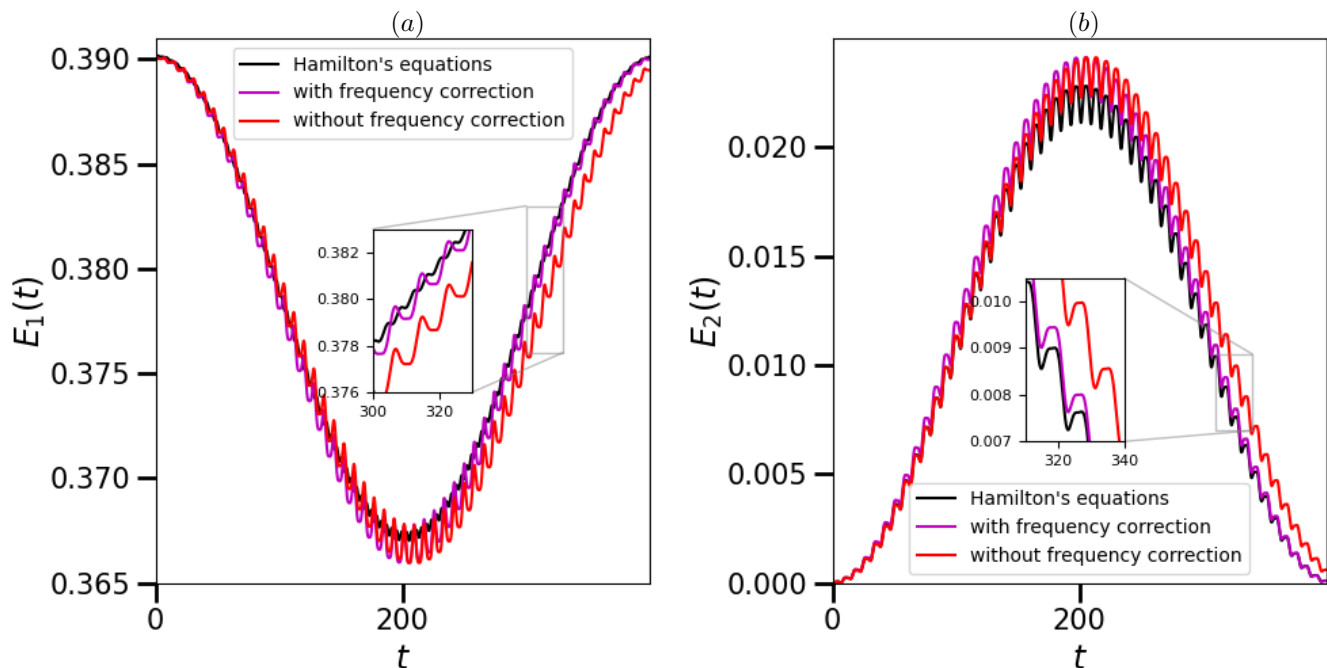 (a)
0.390
0.385
0.380
0.375
0.370
0.365
E1(t)
Hamilton's equations
with frequency correction
without frequency correction
0.382
0.380
0.378
0.376
300
320
0
200
t
(b)
0.020
0.015
0.010
0.005
0.000
E2(t)
0.010
0.009
0.008
0.007
320
340
Hamilton's equations
with frequency correction
without frequency correction
0
200
t